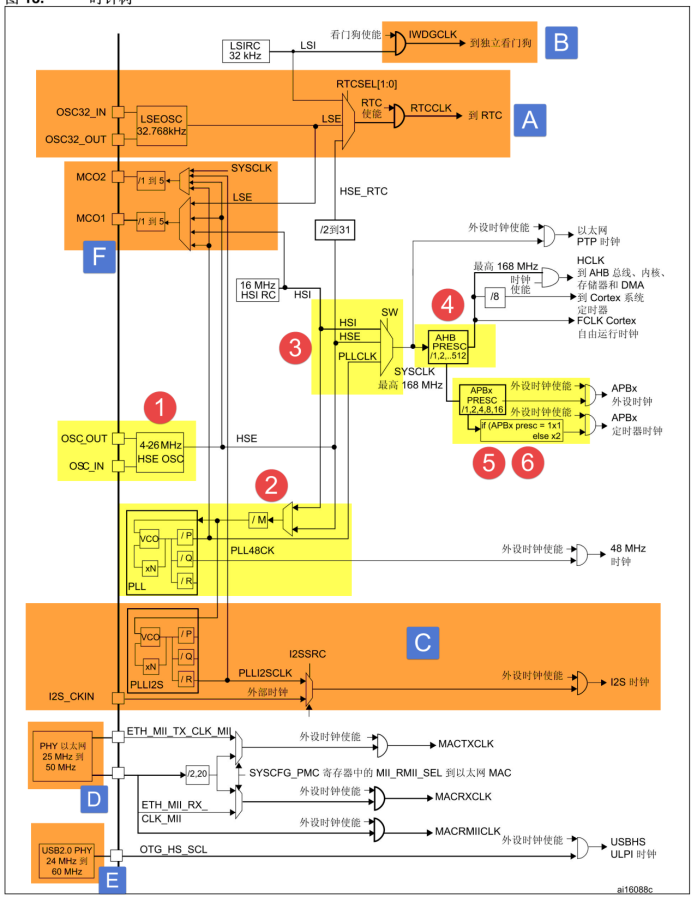 图 16. 时钟树
看门狗使能
IWDGCLK
到独立看门狗
B
LSIRC
32 kHz
LSI
RTCSEL[1:0]
OSC32_IN
OSC32_OUT
LSEOSC
32.768kHz
LSE
RTC
使能
RTCCLK
到 RTC
A
SYSCLK
MCO2
/1 到 5
LSE
MCO1
/1 到 5
F
HSE_RTC
/2到31
外设时钟使能
以太网
PTP 时钟
16 MHz
HSI RC
HSI
最高 168 MHz
时钟
使能
HCLK
到 AHB 总线、内核、
存储器和 DMA
/8
到 Cortex 系统
定时器
FCLK Cortex
自由运行时钟
3
SW
HSI
HSE
PLLCLK
4
AHB
PRESC
/1,2,..512
SYSCLK
最高 168 MHz
APBx
PRESC
/1,2,4,8,16
外设时钟使能
APBx
外设时钟
外设时钟使能
if (APBx presc = 1x1
else x2
APBx
定时器时钟
5
6
1
OSC_OUT
OSC_IN
4-26 MHz
HSE OSC
HSE
2
/ M
VCO
xN
/ P
/ Q
/ R
PLL
PLL48CK
外设时钟使能
48 MHz
时钟
C
VCO
xN
/ P
/ Q
/ R
PLLI2S
PLLI2SCLK
I2SSRC
I2S_CKIN
外部时钟
外设时钟使能
I2S 时钟
PHY 以太网
25 MHz 到
50 MHz
D
ETH_MII_TX_CLK_MII
外设时钟使能
MACTXCLK
/2,20
SYSCFG_PMC 寄存器中的 MII_RMII_SEL 到以太网 MAC
ETH_MII_RX_
CLK_MII
外设时钟使能
MACRXCLK
外设时钟使能
MACRMIICLK
USB2.0 PHY
24 MHz 到
60 MHz
E
OTG_HS_SCL
外设时钟使能
USBHS
ULPI 时钟
ai16088c